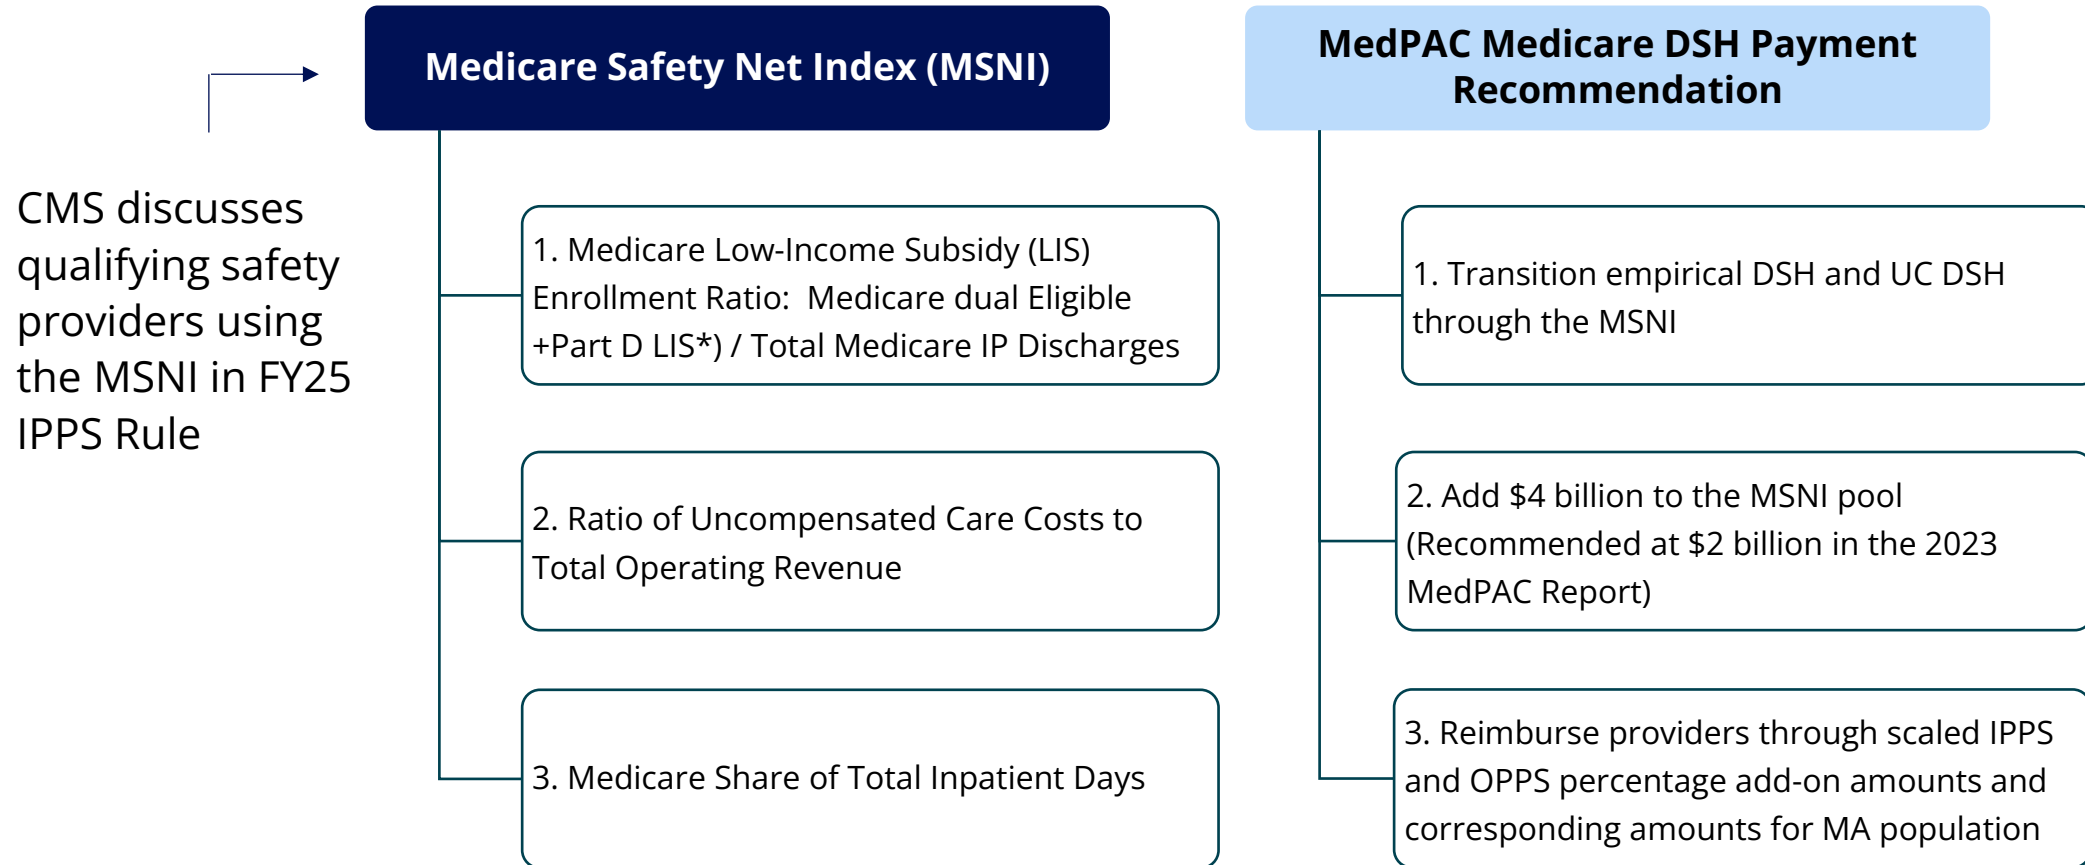 CMS discusses
qualifying safety
providers using
the MSNI in FY25
IPPS Rule
Medicare Safety Net Index (MSNI)
1. Medicare Low-Income Subsidy (LIS)
Enrollment Ratio:  Medicare dual Eligible
+Part D LIS*) / Total Medicare IP Discharges
2. Ratio of Uncompensated Care Costs to
Total Operating Revenue
3. Medicare Share of Total Inpatient Days
MedPAC Medicare DSH Payment
Recommendation
1. Transition empirical DSH and UC DSH
through the MSNI
2. Add $4 billion to the MSNI pool
(Recommended at $2 billion in the 2023
MedPAC Report)
3. Reimburse providers through scaled IPPS
and OPPS percentage add-on amounts and
corresponding amounts for MA population